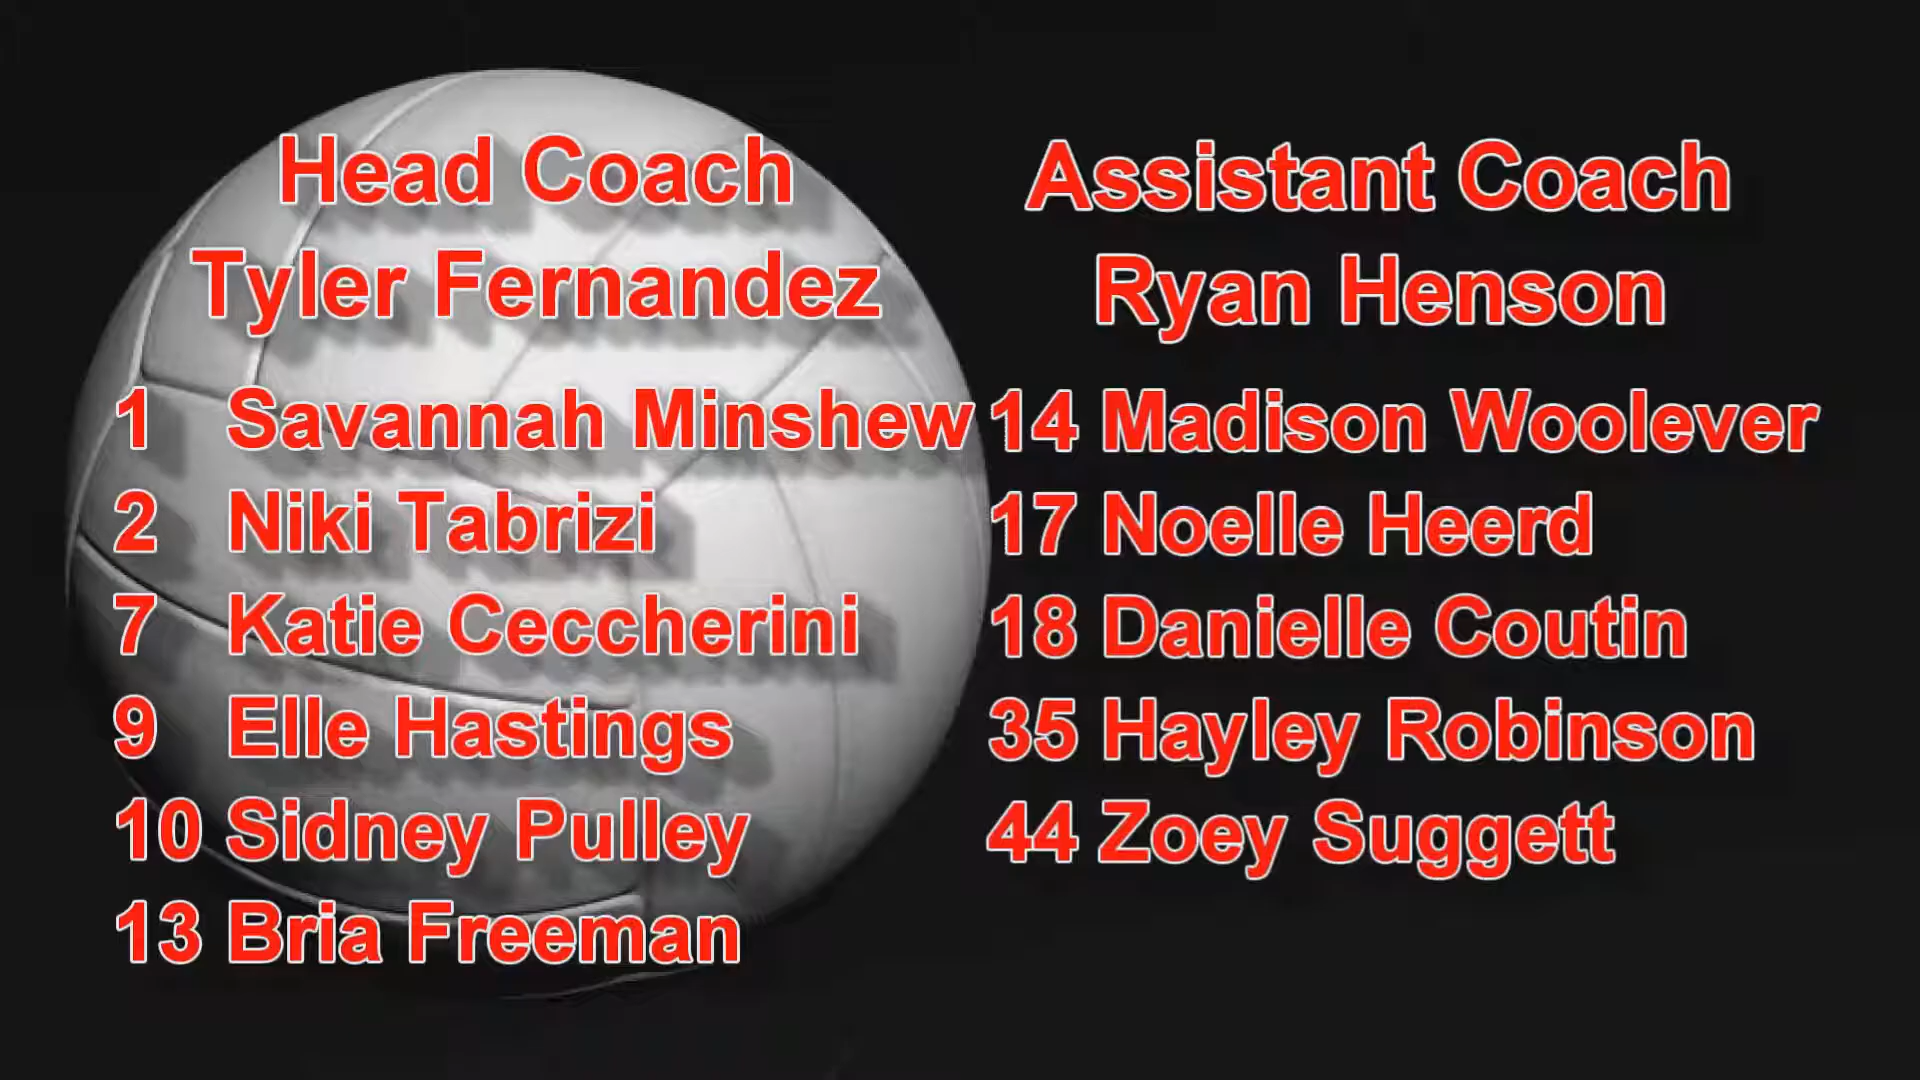 Head Coach
Tyler Fernandez
1 Savannah Minshew
2 Niki Tabrizi
7 Katie Ceccherini
9 Elle Hastings
10 Sidney Pulley
13 Bria Freeman
Assistant Coach
Ryan Henson
14 Madison Woolever
17 Noelle Heerd
18 Danielle Coutin
35 Hayley Robinson
44 Zoey Suggett